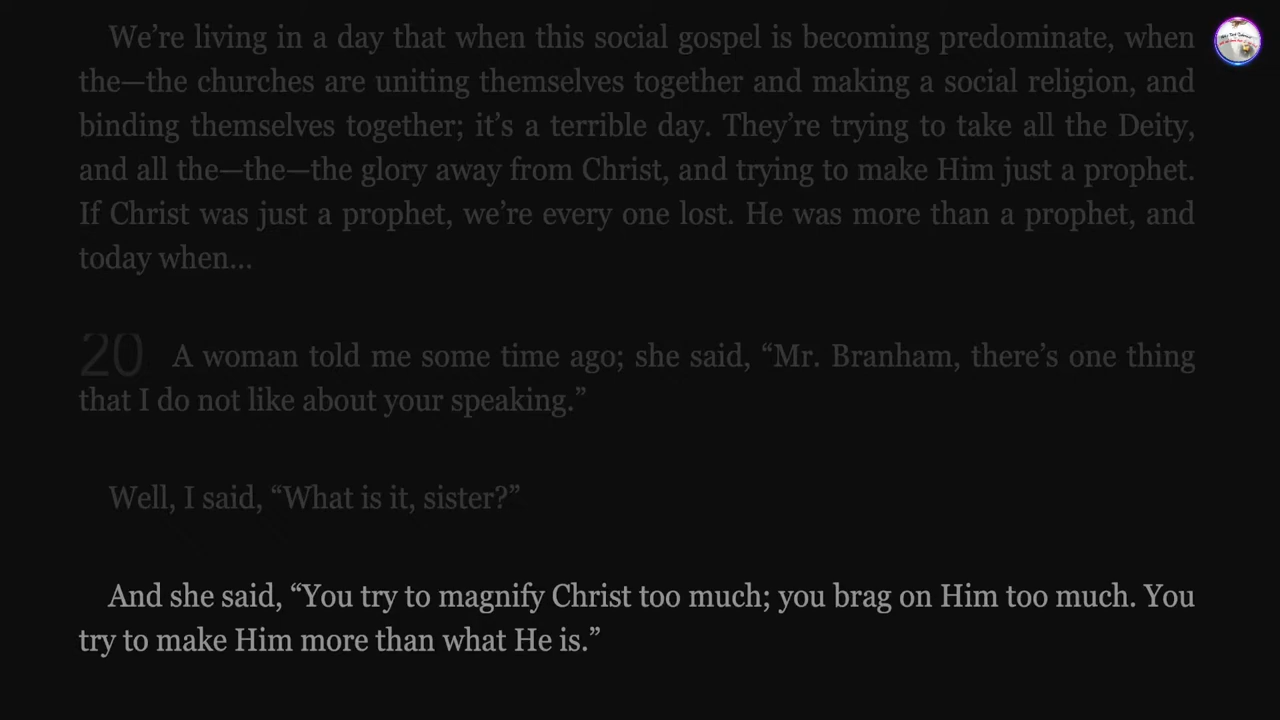 We’re living in a day that when this social gospel is becoming predominate, when
the—the churches are uniting themselves together and making a social religion, and
binding themselves together; it’s a terrible day. They’re trying to take all the Deity,
and all the—the—the glory away from Christ, and trying to make Him just a prophet.
If Christ was just a prophet, we’re every one lost. He was more than a prophet, and
today when...
20 A woman told me some time ago; she said, “Mr. Branham, there’s one thing
that I do not like about your speaking.”
Well, I said, “What is it, sister?”
And she said, “You try to magnify Christ too much; you brag on Him too much. You
try to make Him more than what He is.”